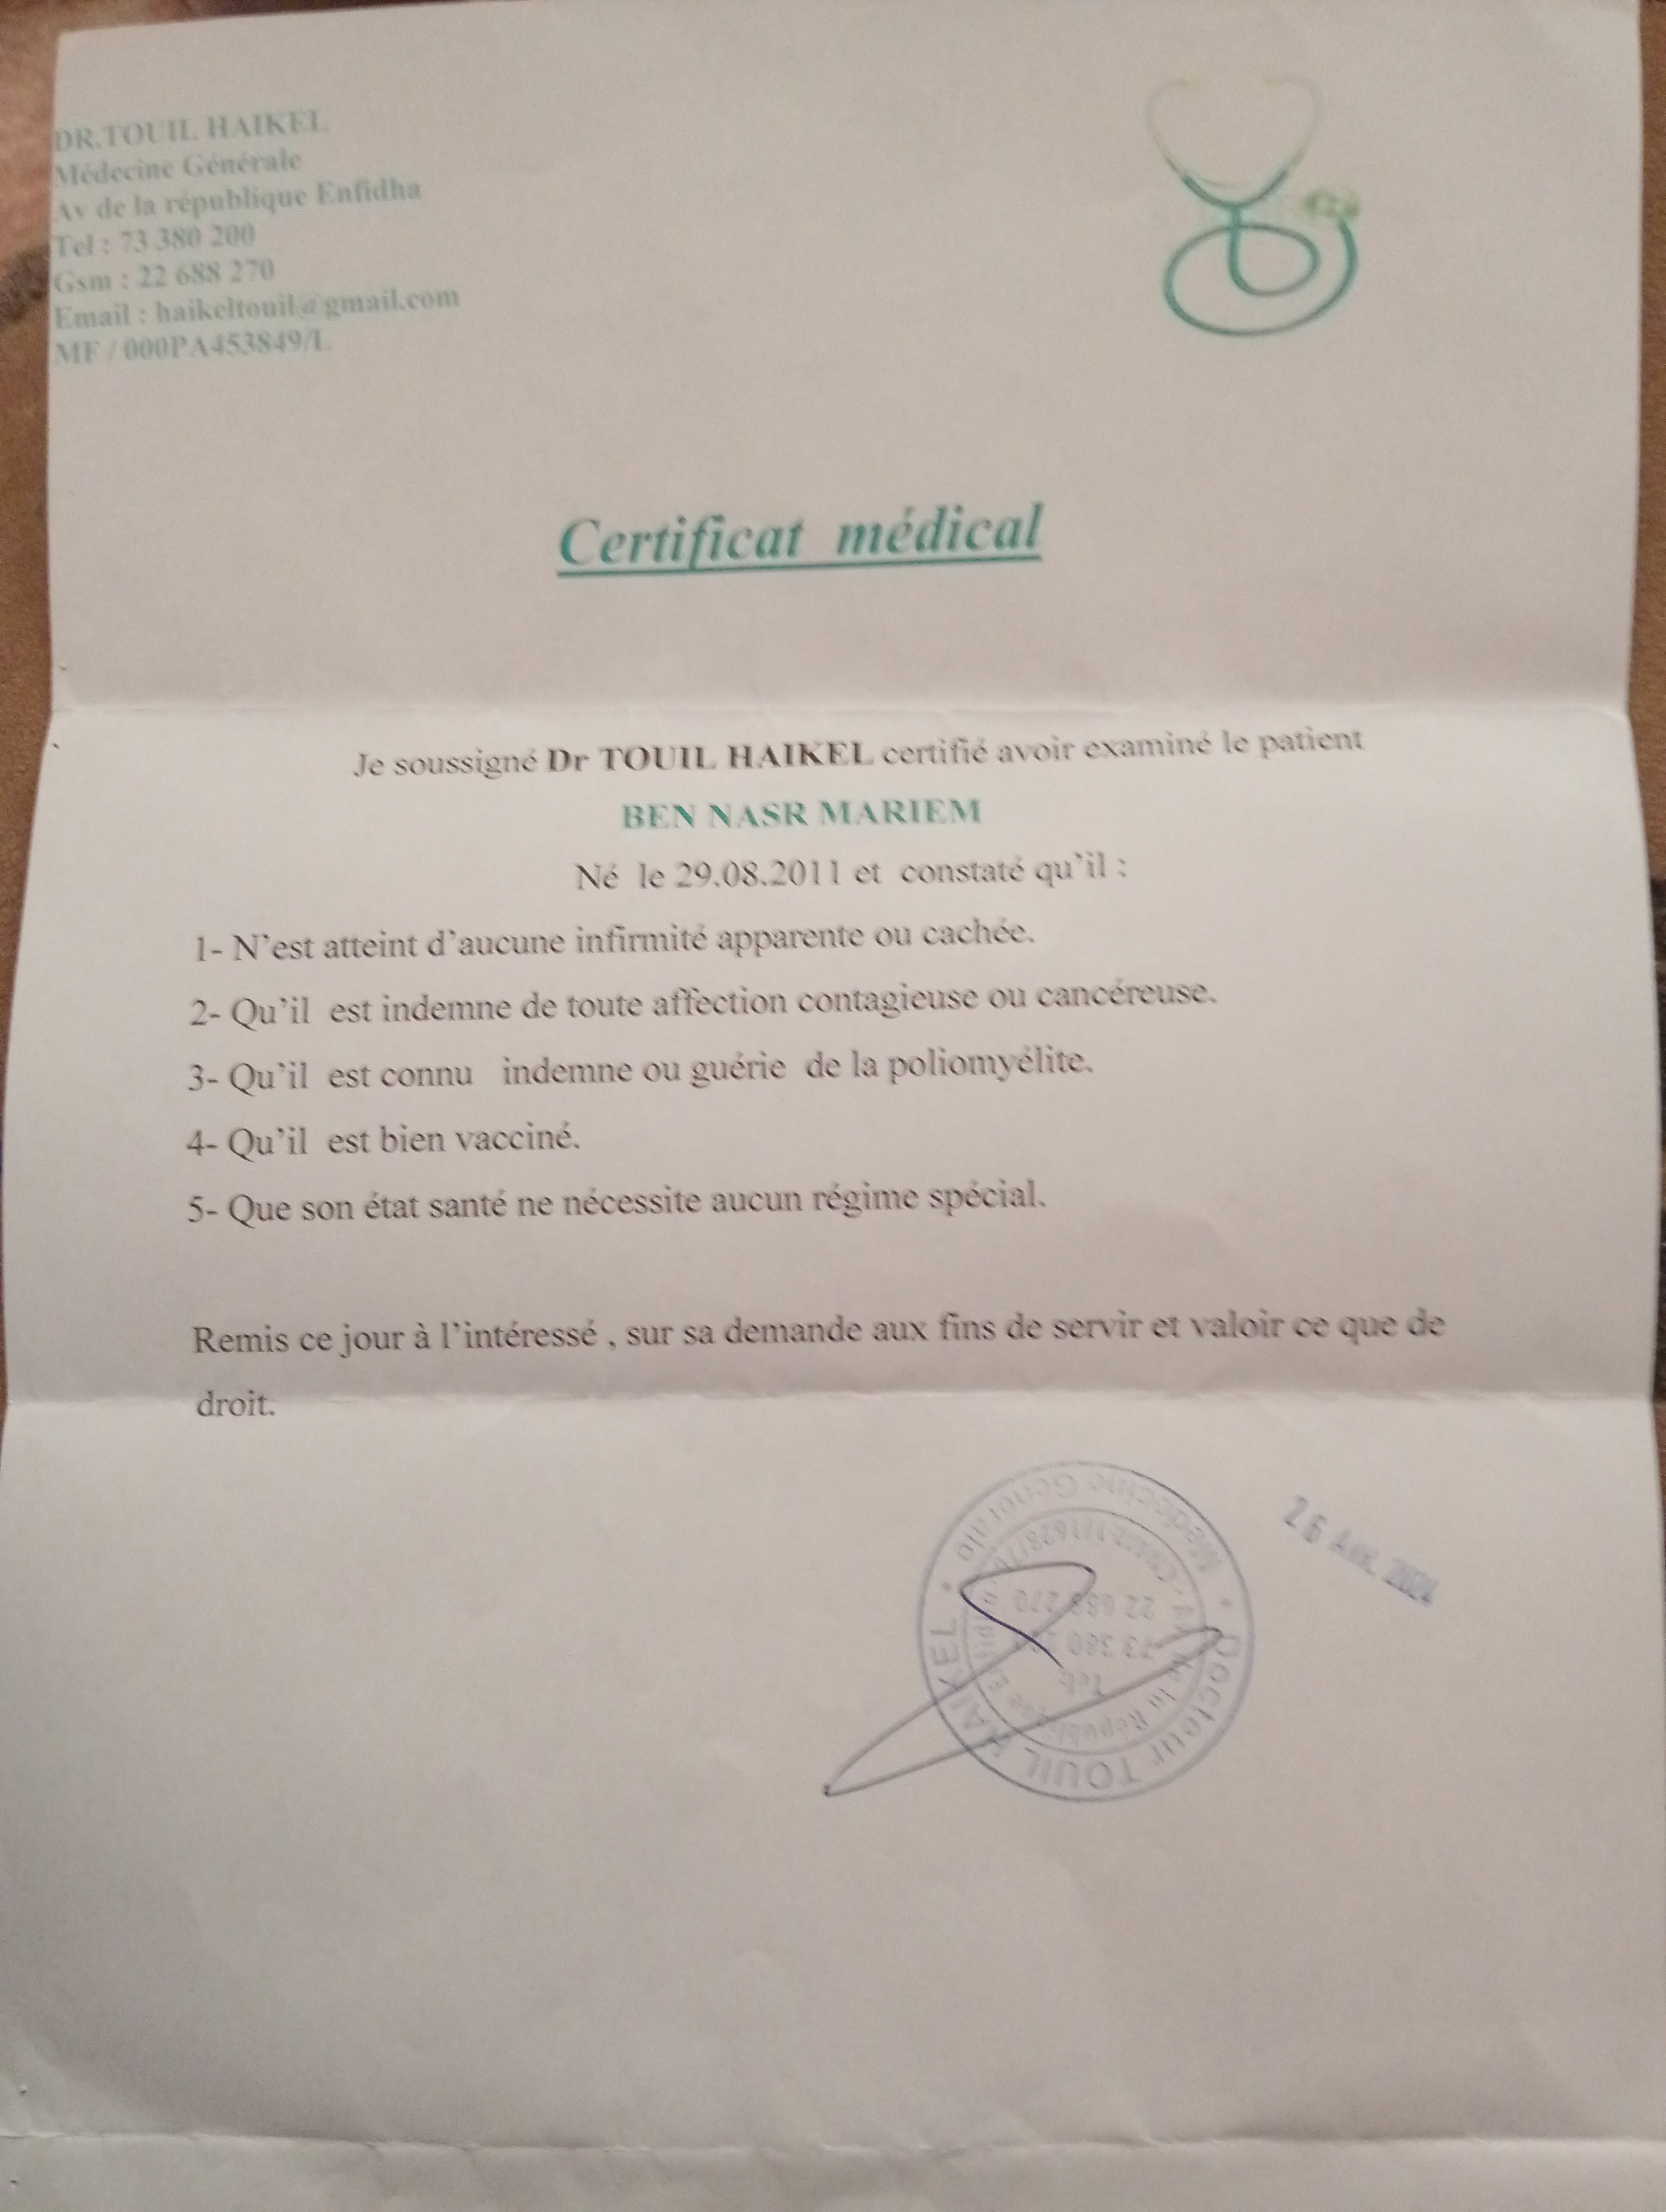 DR.TOUIL HAIKEL
Médecine Générale
Av de la république Enfidha
Tel : 73 380 200
Gsm : 22 688 270
Email : haikeltouil@gmail.com
MF / 000PA453849/L
Certificat médical
Je soussigné Dr TOUIL HAIKEL certifié avoir examiné le patient
BEN NASR MARIEM
Né le 29.08.2011 et constaté qu'il :
1- N'est atteint d'aucune infirmité apparente ou cachée.
2- Qu'il est indemne de toute affection contagieuse ou cancéreuse.
3- Qu'il est connu indemne ou guérie de la poliomyélite.
4- Qu'il est bien vacciné.
5- Que son état santé ne nécessite aucun régime spécial.
Remis ce jour à l'intéressé , sur sa demande aux fins de servir et valoir ce que de
droit.
26 2024
Docteur TOUIL HAIKEL
Médecine Générale
Tél:
73 380
22 688 270